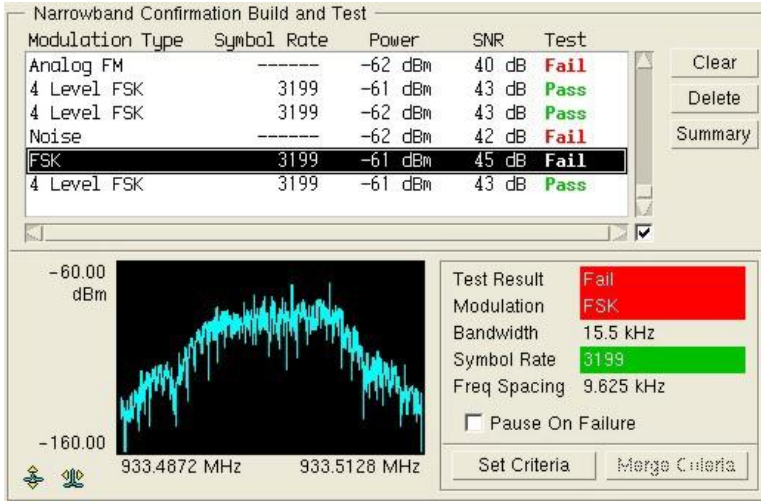 Narrowband Confirmation Build and Test
Modulation Type Symbol Rate Power SNR Test
Analog FM ------ -62 dBm 40 dB Fail
4 Level FSK 3199 -61 dBm 43 dB Pass
4 Level FSK 3199 -62 dBm 43 dB Pass
Noise ------ -62 dBm 42 dB Fail
FSK 3199 -61 dBm 45 dB Fail
4 Level FSK 3199 -61 dBm 43 dB Pass
Clear
Delete
Summary
-60.00
dBm
-160.00
933.4872 MHz 933.5128 MHz
Test Result Fail
Modulation FSK
Bandwidth 15.5 kHz
Symbol Rate 3199
Freq Spacing 9.625 kHz
Pause On Failure
Set Criteria Merge Criteria